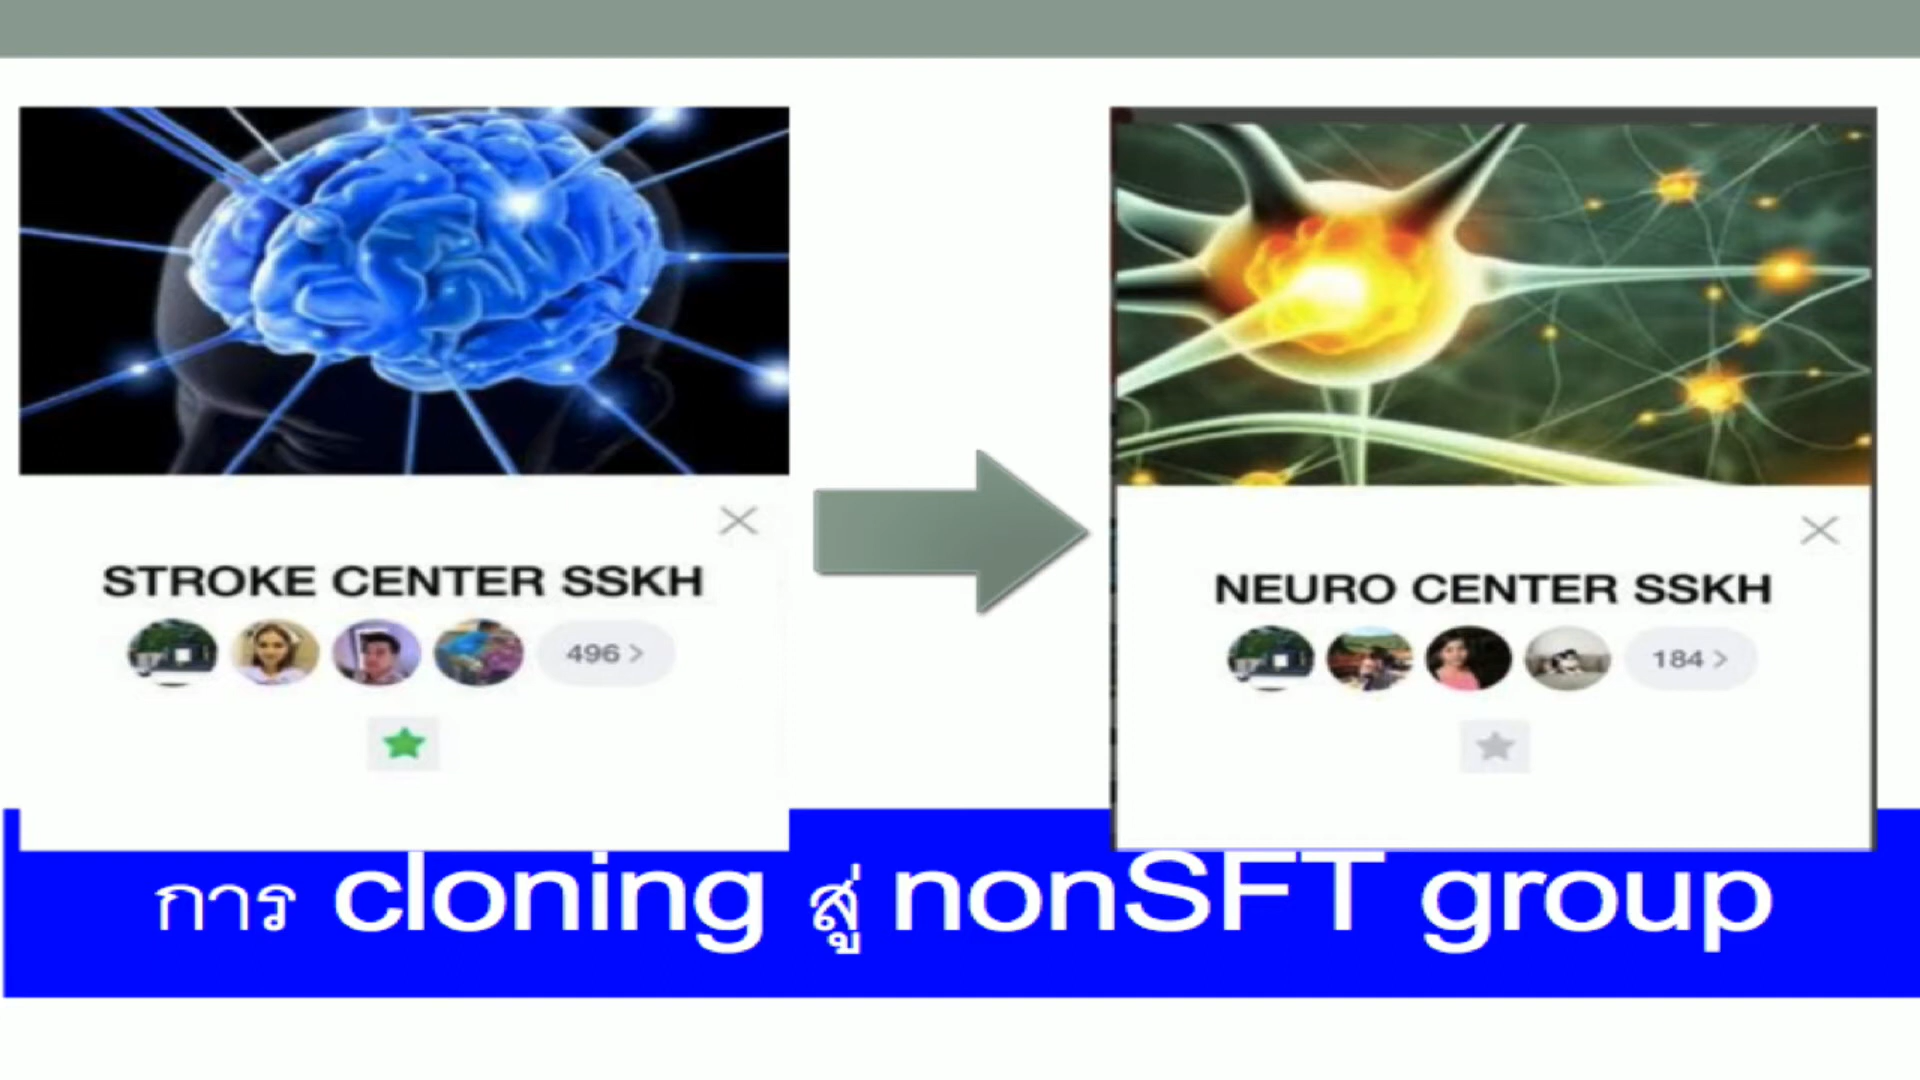 STROKE CENTER SSKH
496 >
NEURO CENTER SSKH
184 >
การ cloning สู่ nonSFT group